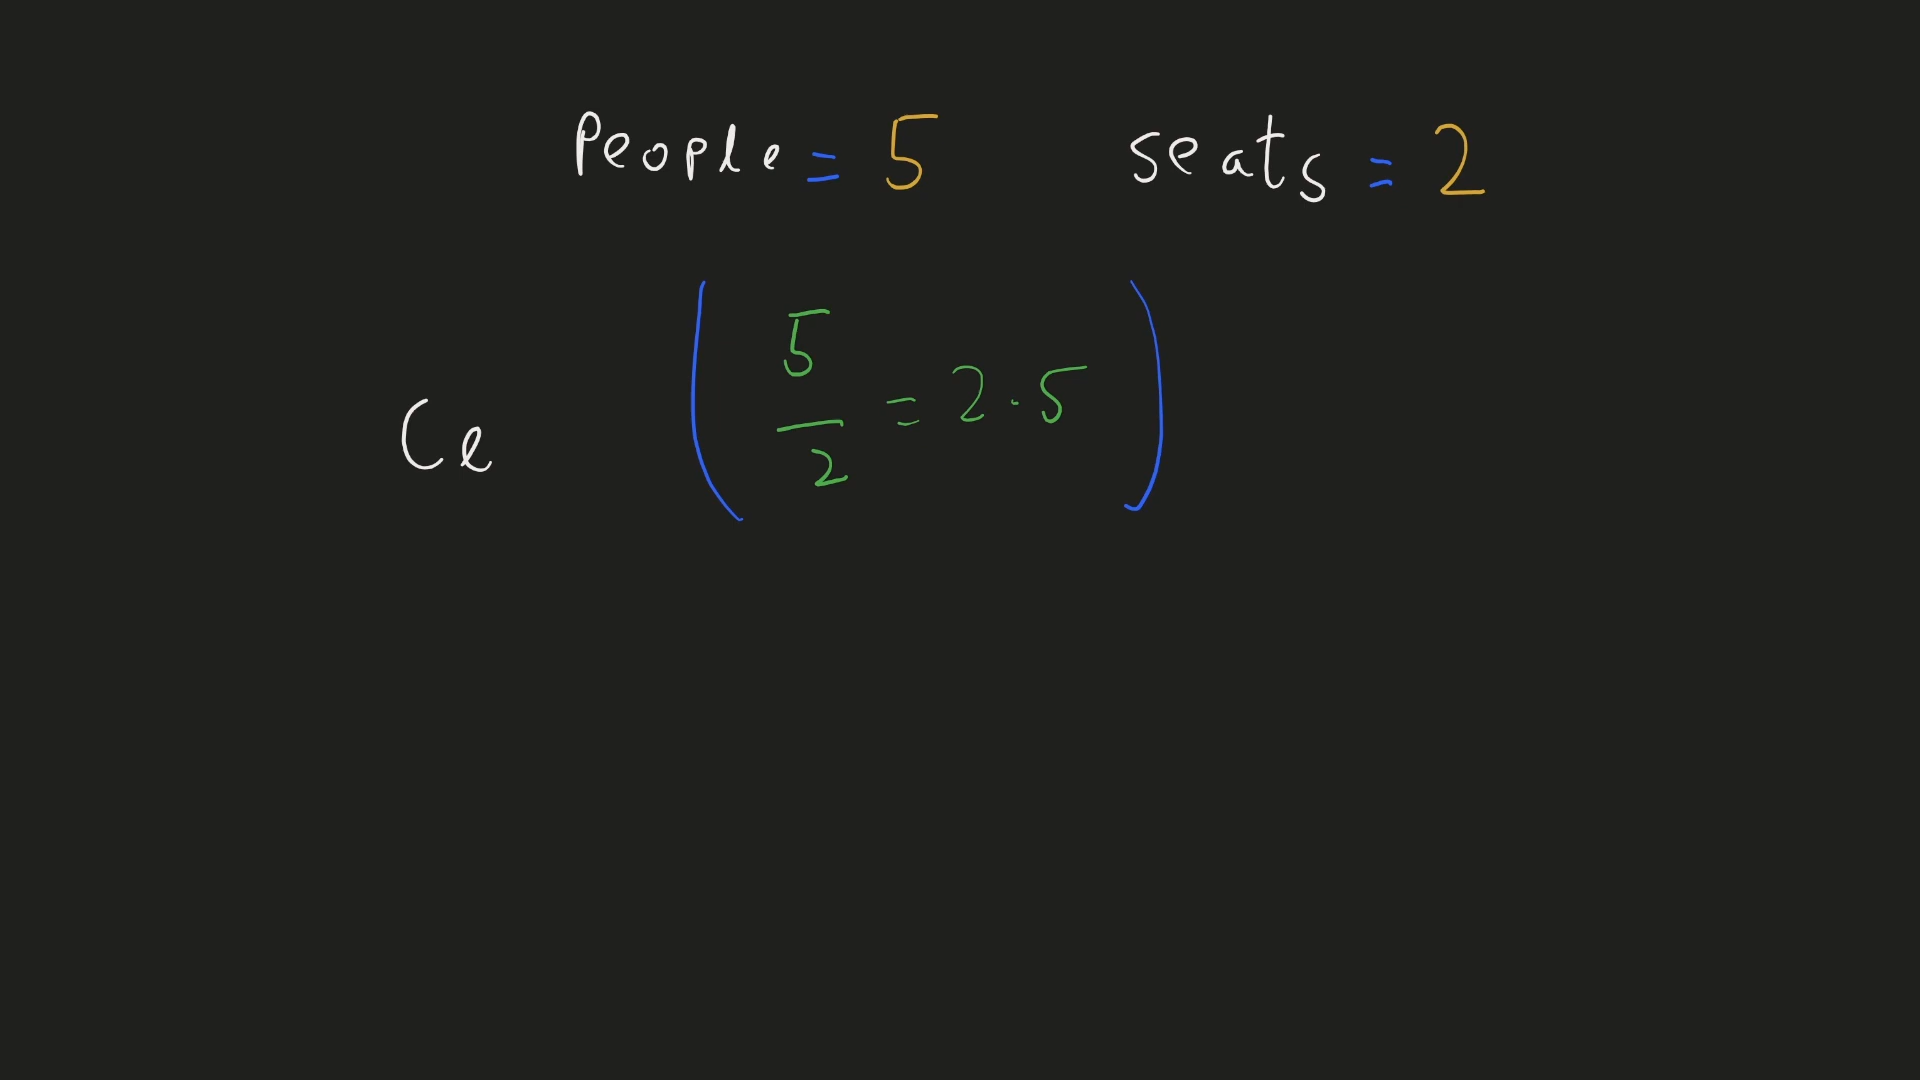 People = 5 seats = 2
Ce ( 5/2 = 2.5 )